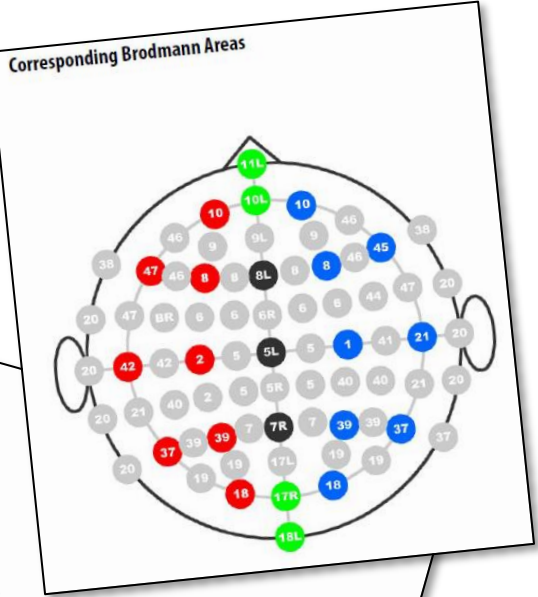 Corresponding Brodmann Areas
11L
10 10L 10
46 9 9L 9 46
38 47 46 8 8 8L 8 8 46 45 38
20 47 BR 6 6 6R 6 6 44 47 20
20 42 42 2 5 5L 5 1 41 21 20
20 21 40 2 5 5R 5 40 40 21 20
37 39 39 7 7R 7 39 39 37
20 19 19 17L 19 19 37
18 17R 18
18L